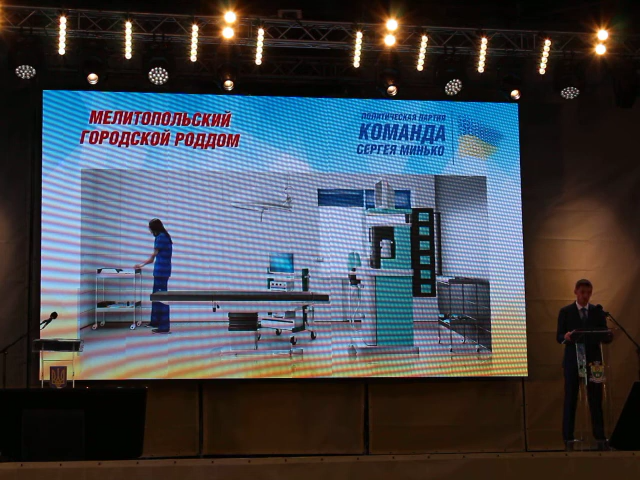 МЕЛИТОПОЛЬСКИЙ
ГОРОДСКОЙ РОДДОМ
ПОЛИТИЧЕСКАЯ ПАРТИЯ
КОМАНДА
СЕРГЕЯ МИНЬКО